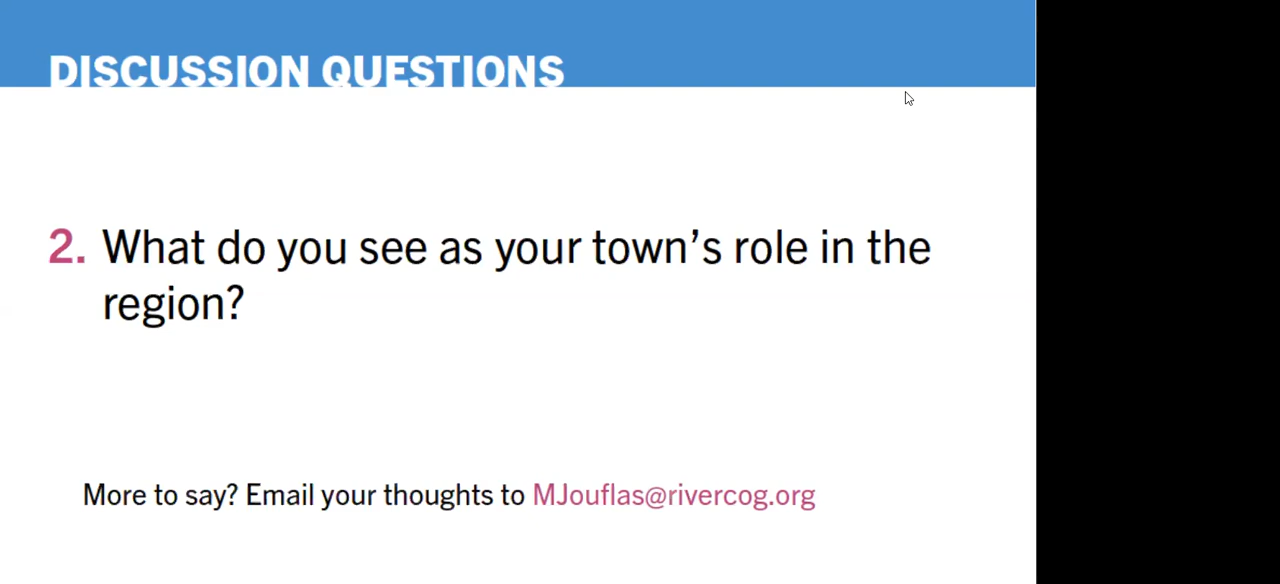 DISCUSSION QUESTIONS
2. What do you see as your town’s role in the
region?
More to say? Email your thoughts to MJouflas@rivercog.org